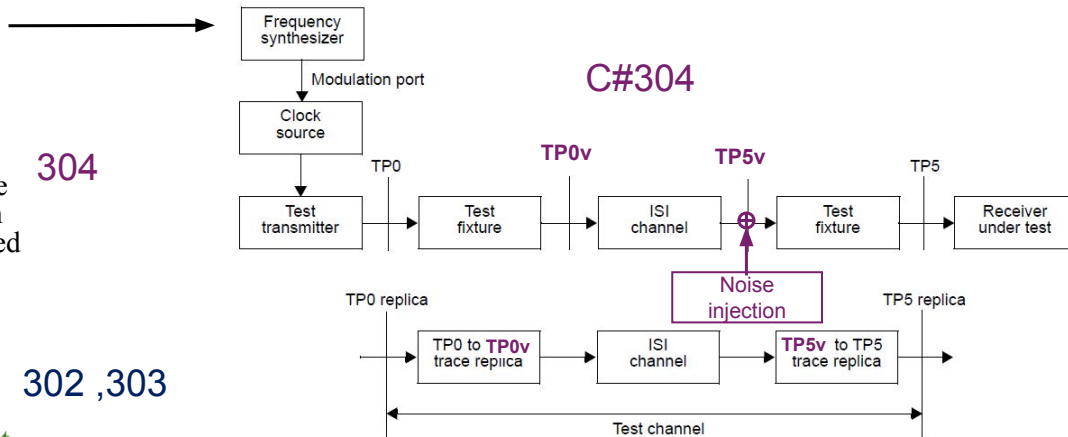 Frequency
synthesizer
Modulation port
C#304
Clock
source
304
TP0
TP0v
TP5v
TP5
Test
transmitter
Test
fixture
ISI
channel
Test
fixture
Receiver
under test
Noise
injection
TP0 replica
TP5 replica
TP0 to TP0v
trace replica
ISI
channel
TP5v to TP5
trace replica
302 ,303
Test channel